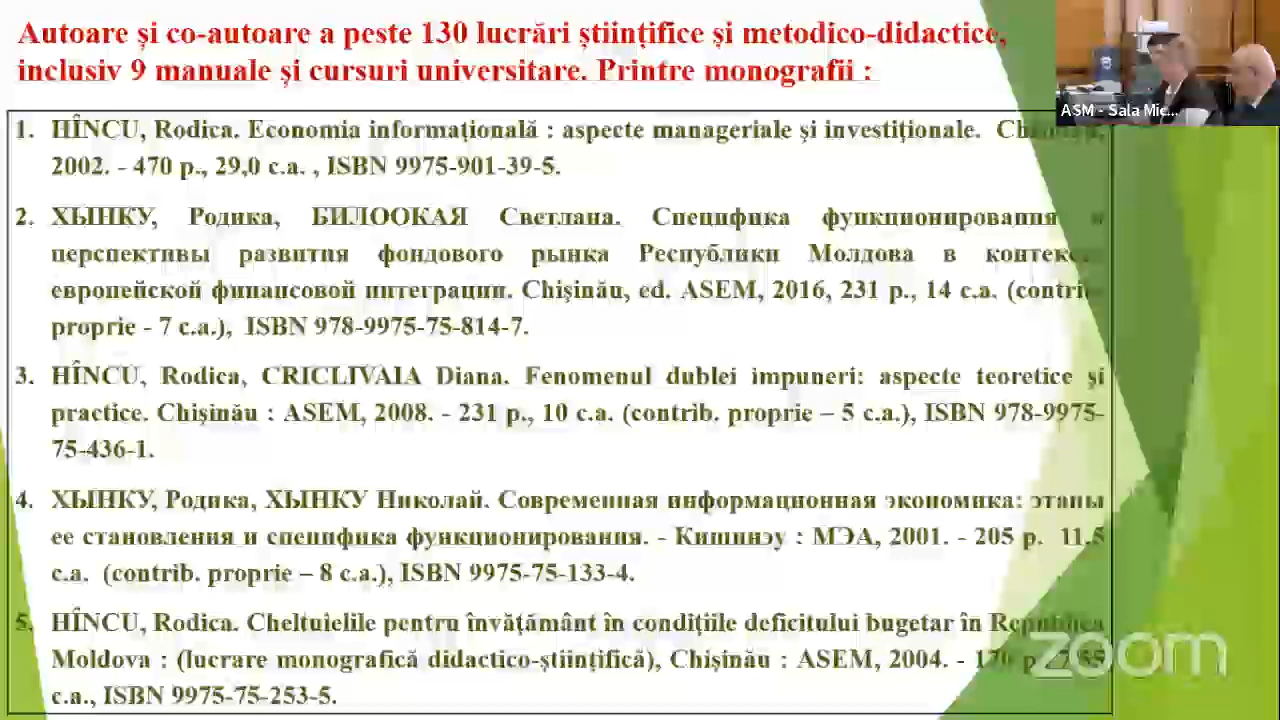 Autoare și co-autoare a peste 130 lucrări științifice și metodico-didactice,
inclusiv 9 manuale și cursuri universitare. Printre monografii :
ASM - Sala Mic...
1. HÎNCU, Rodica. Economia informațională : aspecte manageriale și investiționale.
2002. - 470 p., 29,0 c.a. , ISBN 9975-901-39-5.
2. ХЫНКУ, Родика, БИЛООКАЯ Светлана. Специфика функционирования и
перспективы развития фондового рынка Республики Молдова в
европейской финансовой интеграции. Chișinău, ed. ASEM, 2016, 231 p., 14 c.a. (contrib.
proprie - 7 c.a.), ISBN 978-9975-75-814-7.
3. HÎNCU, Rodica, CRICLIVAIA Diana. Fenomenul dublei impuneri: aspecte teoretice și
practice. Chișinău : ASEM, 2008. - 231 p., 10 c.a. (contrib. proprie – 5 c.a.), ISBN 978-9975-
75-436-1.
4. ХЫНКУ, Родика, ХЫНКУ Николай. Современная информационная экономика: этапы
ее становления и специфика функционирования. - Кишинэу : МЭА, 2001. - 205 p. 11.5
c.a. (contrib. proprie – 8 c.a.), ISBN 9975-75-133-4.
5. HÎNCU, Rodica. Cheltuielile pentru învățământ în condițiile deficitului bugetar în Republica
Moldova : (lucrare monografică didactico-științifică), Chișinău : ASEM, 2004. -
c.a., ISBN 9975-75-253-5.
zoom